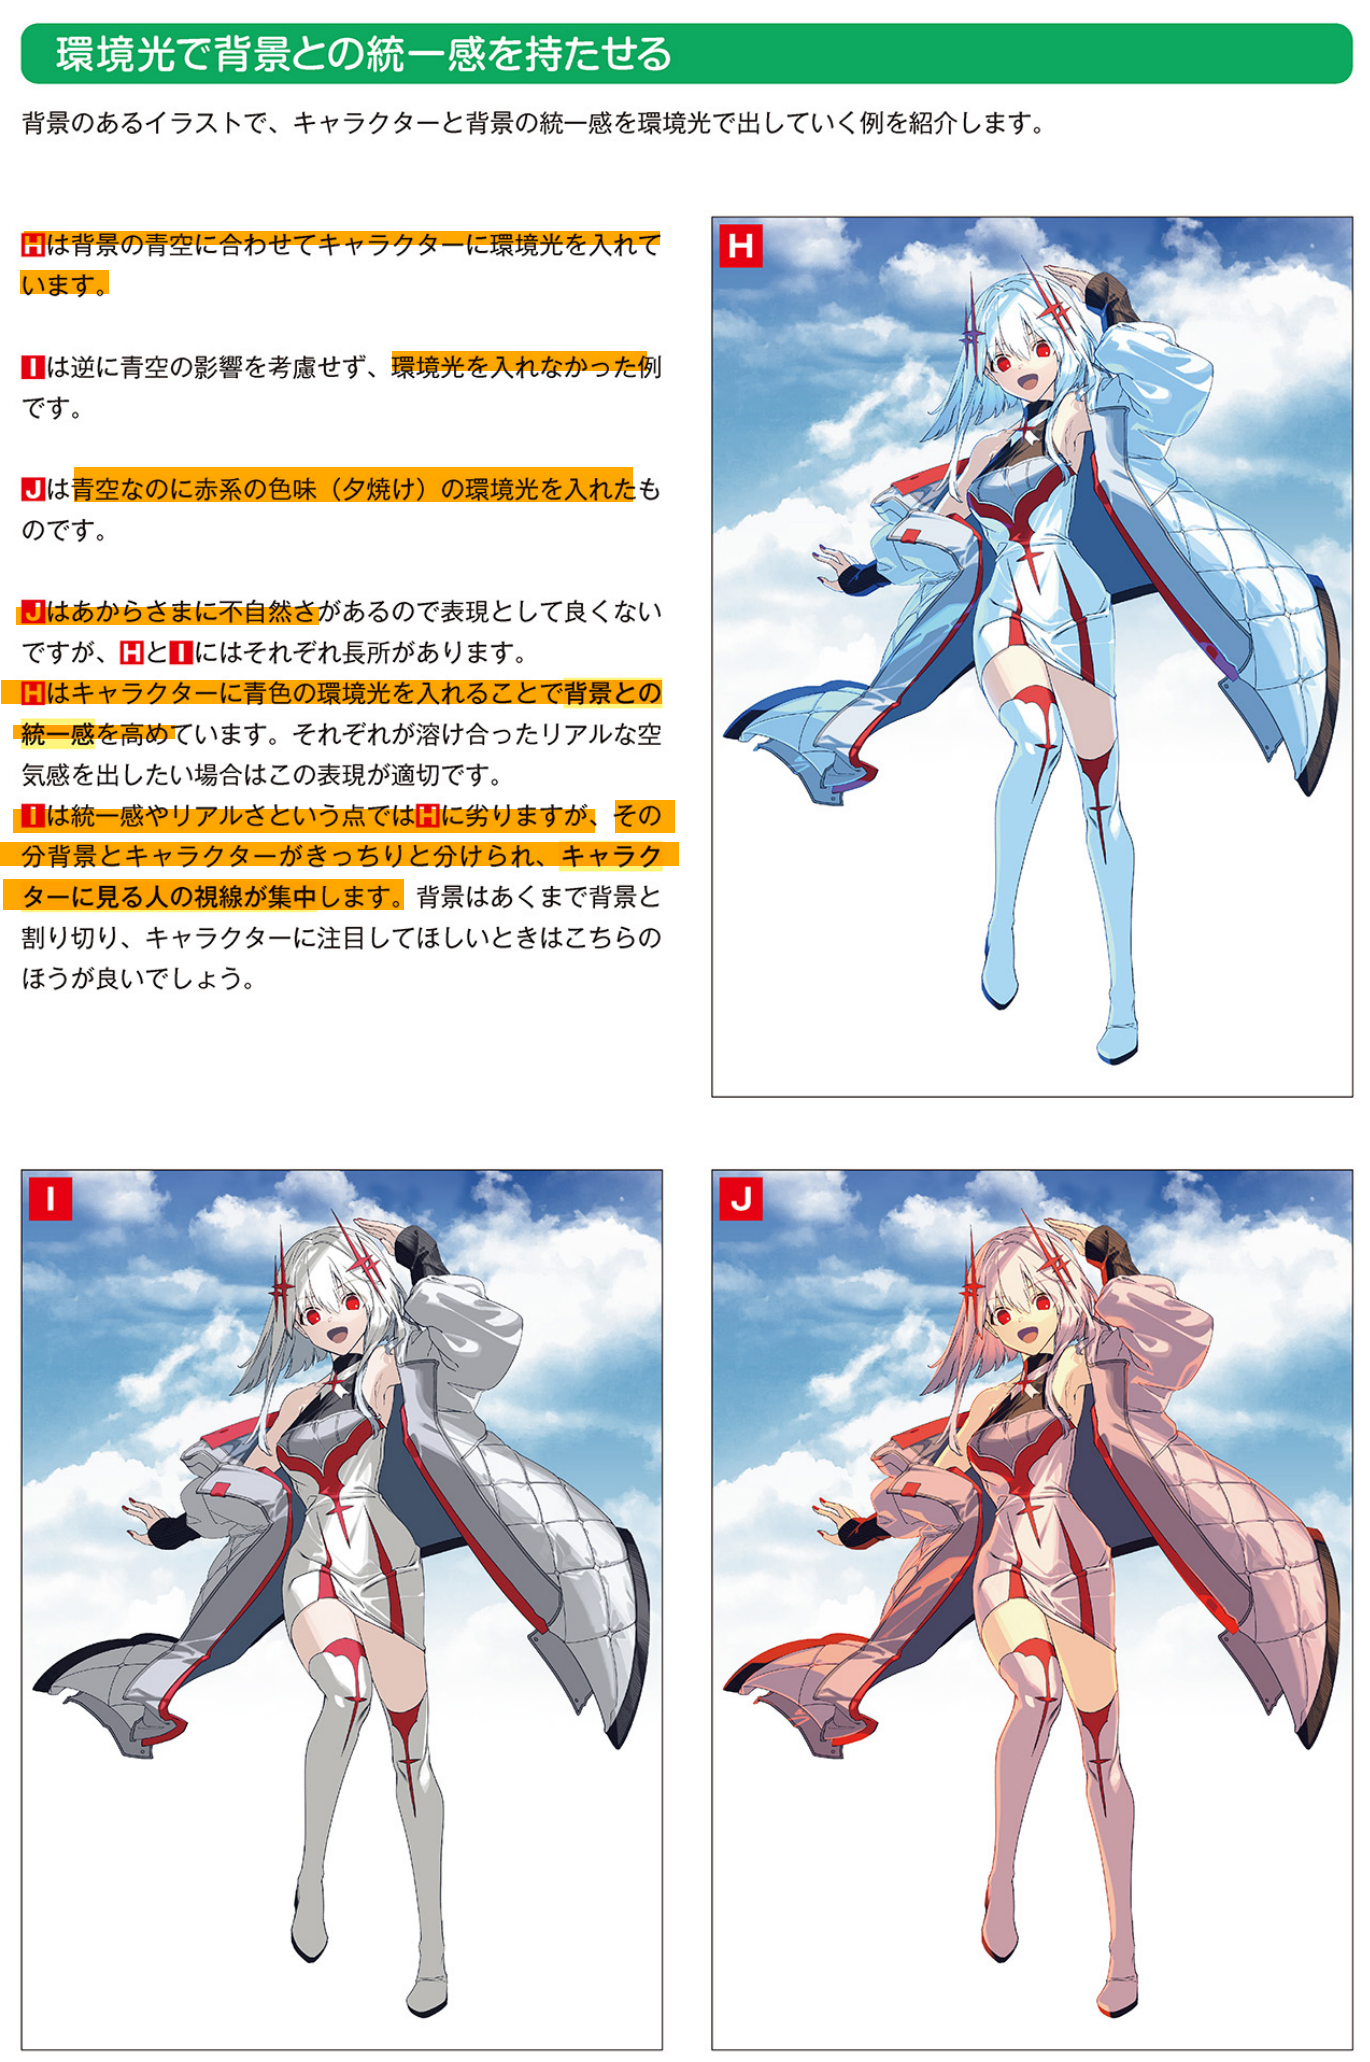 環境光で背景との統一感を持たせる
背景のあるイラストで、キャラクターと背景の統一感を環境光で出していく例を紹介します。
Hは背景の青空に合わせてキャラクターに環境光を入れて
います。
Iは逆に青空の影響を考慮せず、環境光を入れなかった例
です。
Jは青空なのに赤系の色味（夕焼け）の環境光を入れたも
のです。
Jはあからさまに不自然さがあるので表現として良くない
ですが、HとIにはそれぞれ長所があります。
Hはキャラクターに青色の環境光を入れることで背景との
統一感を高めています。それぞれが溶け合ったリアルな空
気感を出したい場合はこの表現が適切です。
Iは統一感やリアルさという点ではHに劣りますが、その
分背景とキャラクターがきっちりと分けられ、キャラク
ターに見る人の視線が集中します。背景はあくまで背景と
割り切り、キャラクターに注目してほしいときはこちらの
ほうが良いでしょう。
H
I
J